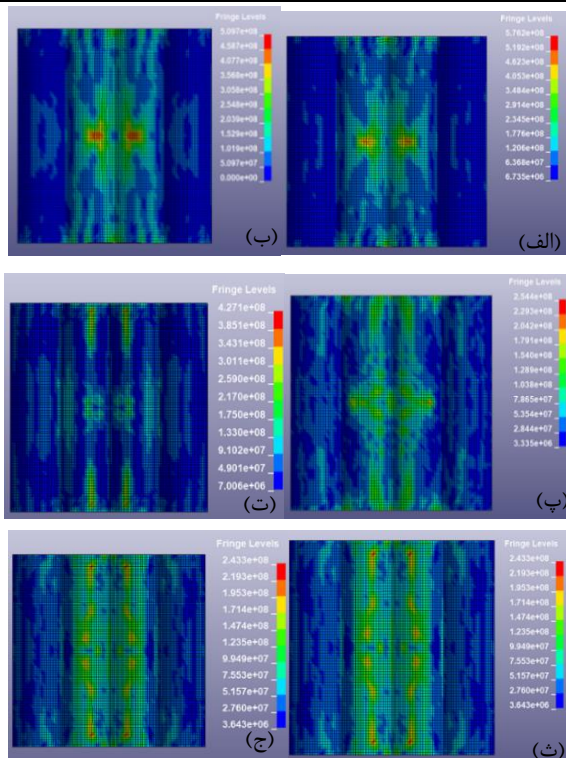 Fringe Levels
5.762e+08
5.192e+08
4.623e+08
4.053e+08
3.484e+08
2.914e+08
2.345e+08
1.776e+08
1.206e+08
6.368e+07
6.735e+06
(الف)
Fringe Levels
5.097e+08
4.587e+08
4.077e+08
3.568e+08
3.058e+08
2.548e+08
2.039e+08
1.529e+08
1.019e+08
5.097e+07
0.000e+00
(ب)
Fringe Levels
2.544e+08
2.293e+08
2.042e+08
1.791e+08
1.540e+08
1.289e+08
1.038e+08
7.865e+07
5.354e+07
2.844e+07
3.335e+06
(پ)
Fringe Levels
4.271e+08
3.851e+08
3.431e+08
3.011e+08
2.590e+08
2.170e+08
1.750e+08
1.330e+08
9.102e+07
4.901e+07
7.006e+06
(ت)
Fringe Levels
2.433e+08
2.193e+08
1.953e+08
1.714e+08
1.474e+08
1.235e+08
9.949e+07
7.553e+07
5.157e+07
2.760e+07
3.643e+06
(ث)
Fringe Levels
2.433e+08
2.193e+08
1.953e+08
1.714e+08
1.474e+08
1.235e+08
9.949e+07
7.553e+07
5.157e+07
2.760e+07
3.643e+06
(ج)